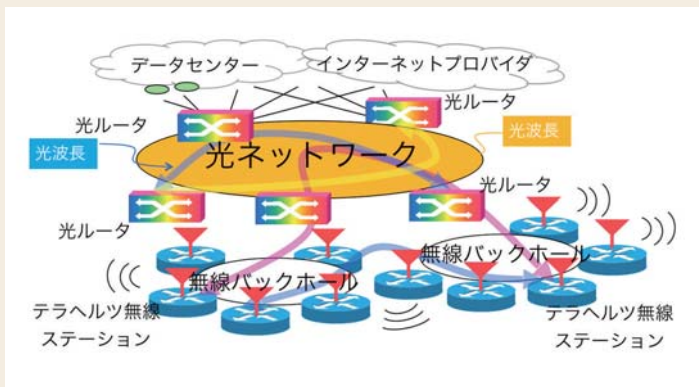 データセンター
インターネットプロバイダ
光ルータ
光ルータ
光波長
光波長
光ネットワーク
光ルータ
光ルータ
無線バックホール
無線バックホール
テラヘルツ無線
ステーション
テラヘルツ無線
ステーション